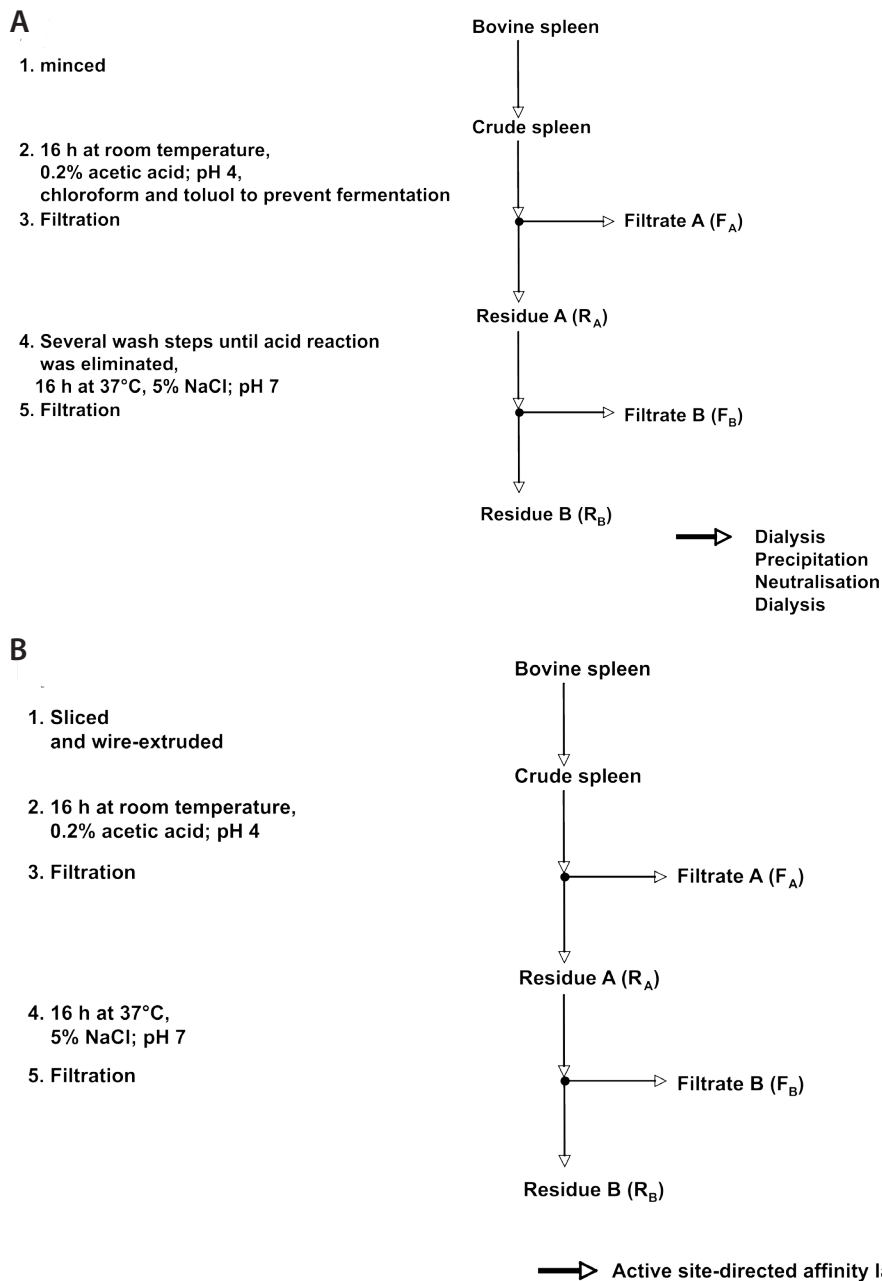 A
Bovine spleen
1. minced
Crude spleen
2. 16 h at room temperature,
0.2% acetic acid; pH 4,
chloroform and toluol to prevent fermentation
3. Filtration
Filtrate A (FA)
Residue A (RA)
4. Several wash steps until acid reaction
was eliminated,
16 h at 37°C, 5% NaCl; pH 7
5. Filtration
Filtrate B (FB)
Residue B (RB)
Dialysis
Precipitation
Neutralisation
Dialysis
B
Bovine spleen
1. Sliced
and wire-extruded
Crude spleen
2. 16 h at room temperature,
0.2% acetic acid; pH 4
3. Filtration
Filtrate A (FA)
Residue A (RA)
4. 16 h at 37°C,
5% NaCl; pH 7
5. Filtration
Filtrate B (FB)
Residue B (RB)
Active site-directed affinity